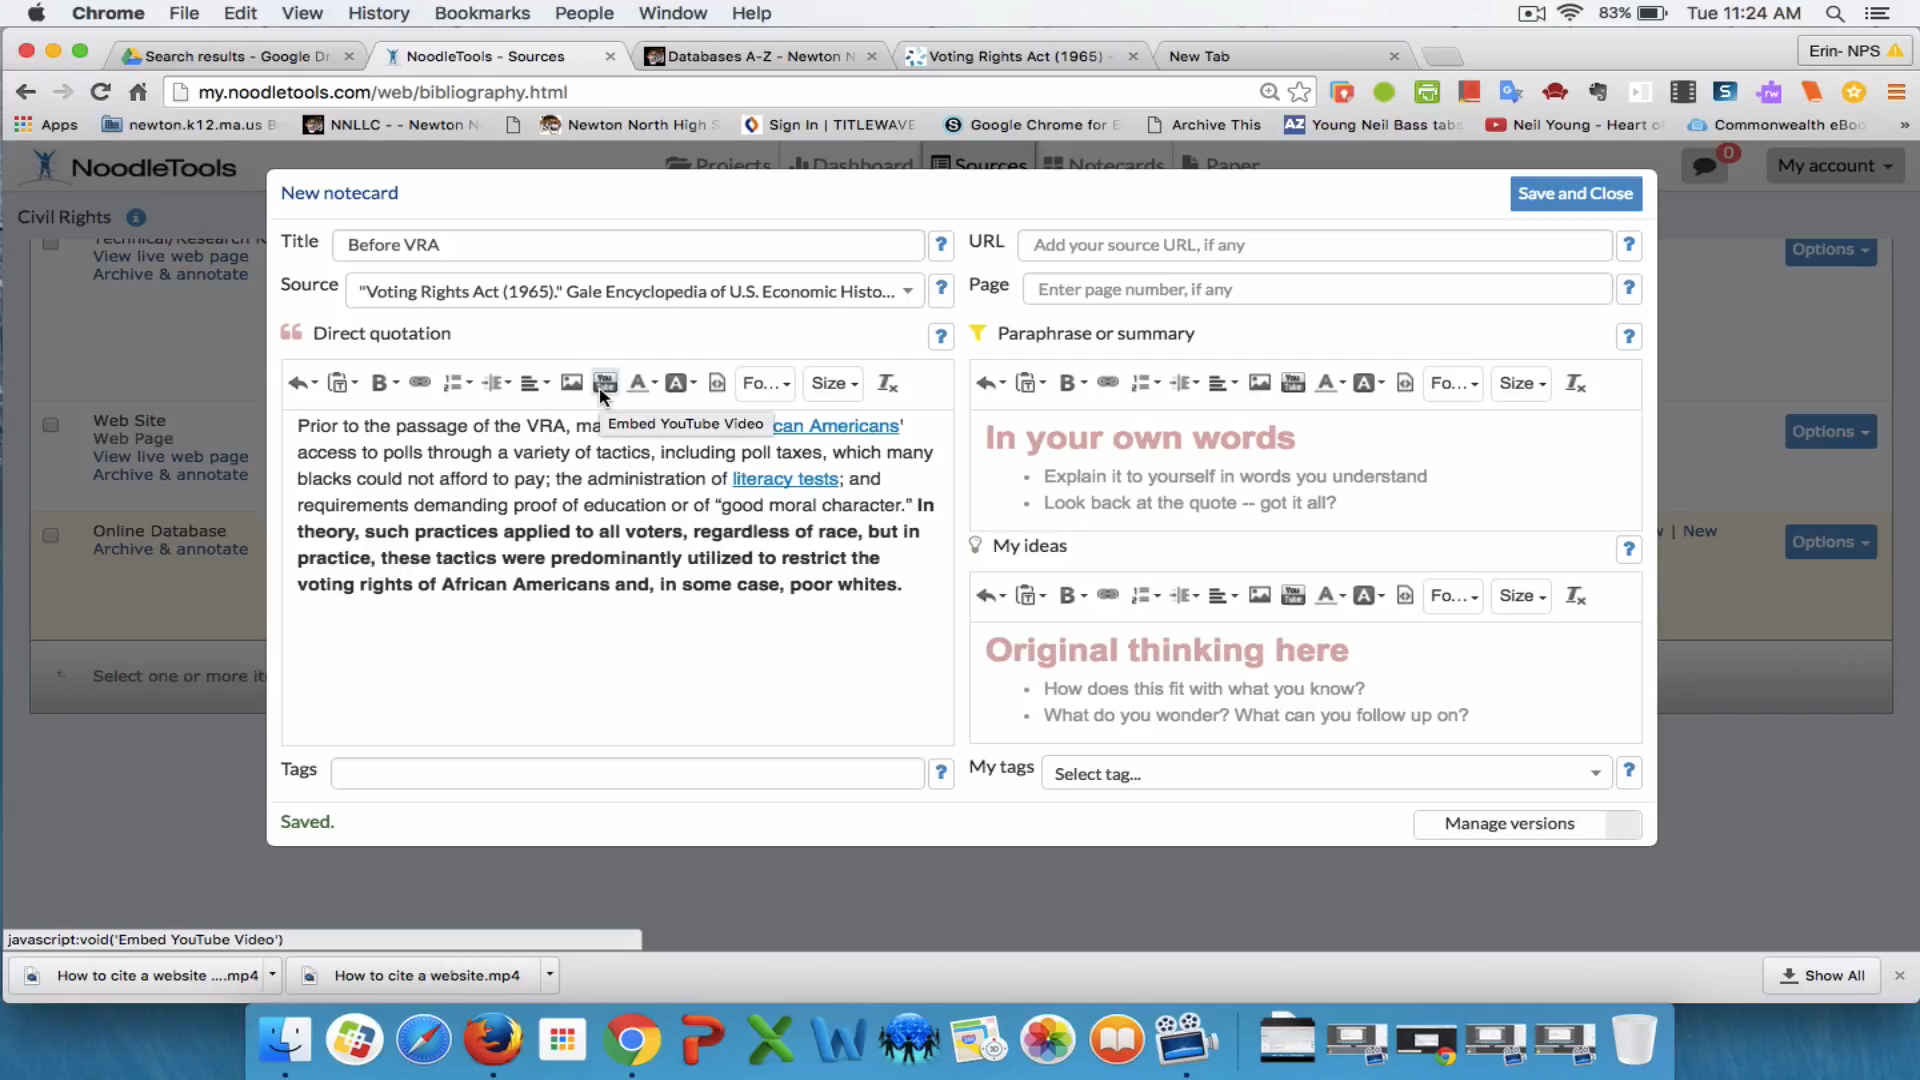 Chrome File Edit View History Bookmarks People Window Help 83% Tue 11:24 AM
Search results - Google Dr
NoodleTools - Sources
Databases A-Z - Newton N
Voting Rights Act (1965) -
New Tab
Erin- NPS
my.noodletools.com/web/bibliography.html
Apps
newton.k12.ma.us B
NNLLC - - Newton N
Newton North High S
Sign In | TITLEWAVE
Google Chrome for E
Archive This
AZ Young Neil Bass tabs
Neil Young - Heart of
Commonwealth eBoo
»
NoodleTools
Projects Dashboard Sources Notecards Paper
0
My account
Civil Rights
New notecard
Save and Close
Title Before VRA ?
URL Add your source URL, if any ?
Source "Voting Rights Act (1965)." Gale Encyclopedia of U.S. Economic Histo... ?
Page Enter page number, if any ?
Direct quotation ?
Paraphrase or summary ?
Fo... Size
Fo... Size
Embed YouTube Video
Prior to the passage of the VRA, ma can Americans'
access to polls through a variety of tactics, including poll taxes, which many
blacks could not afford to pay; the administration of literacy tests; and
requirements demanding proof of education or of “good moral character.” In
theory, such practices applied to all voters, regardless of race, but in
practice, these tactics were predominantly utilized to restrict the
voting rights of African Americans and, in some case, poor whites.
In your own words
Explain it to yourself in words you understand
Look back at the quote -- got it all?
My ideas ?
Fo... Size
Original thinking here
How does this fit with what you know?
What do you wonder? What can you follow up on?
Tags ?
My tags Select tag... ?
Saved.
Manage versions
Technical/Research R
View live web page
Archive & annotate
Options
Web Site
Web Page
View live web page
Archive & annotate
Options
Online Database
Archive & annotate
| New
Options
Select one or more it
javascript:void('Embed YouTube Video')
How to cite a website ....mp4
How to cite a website.mp4
Show All